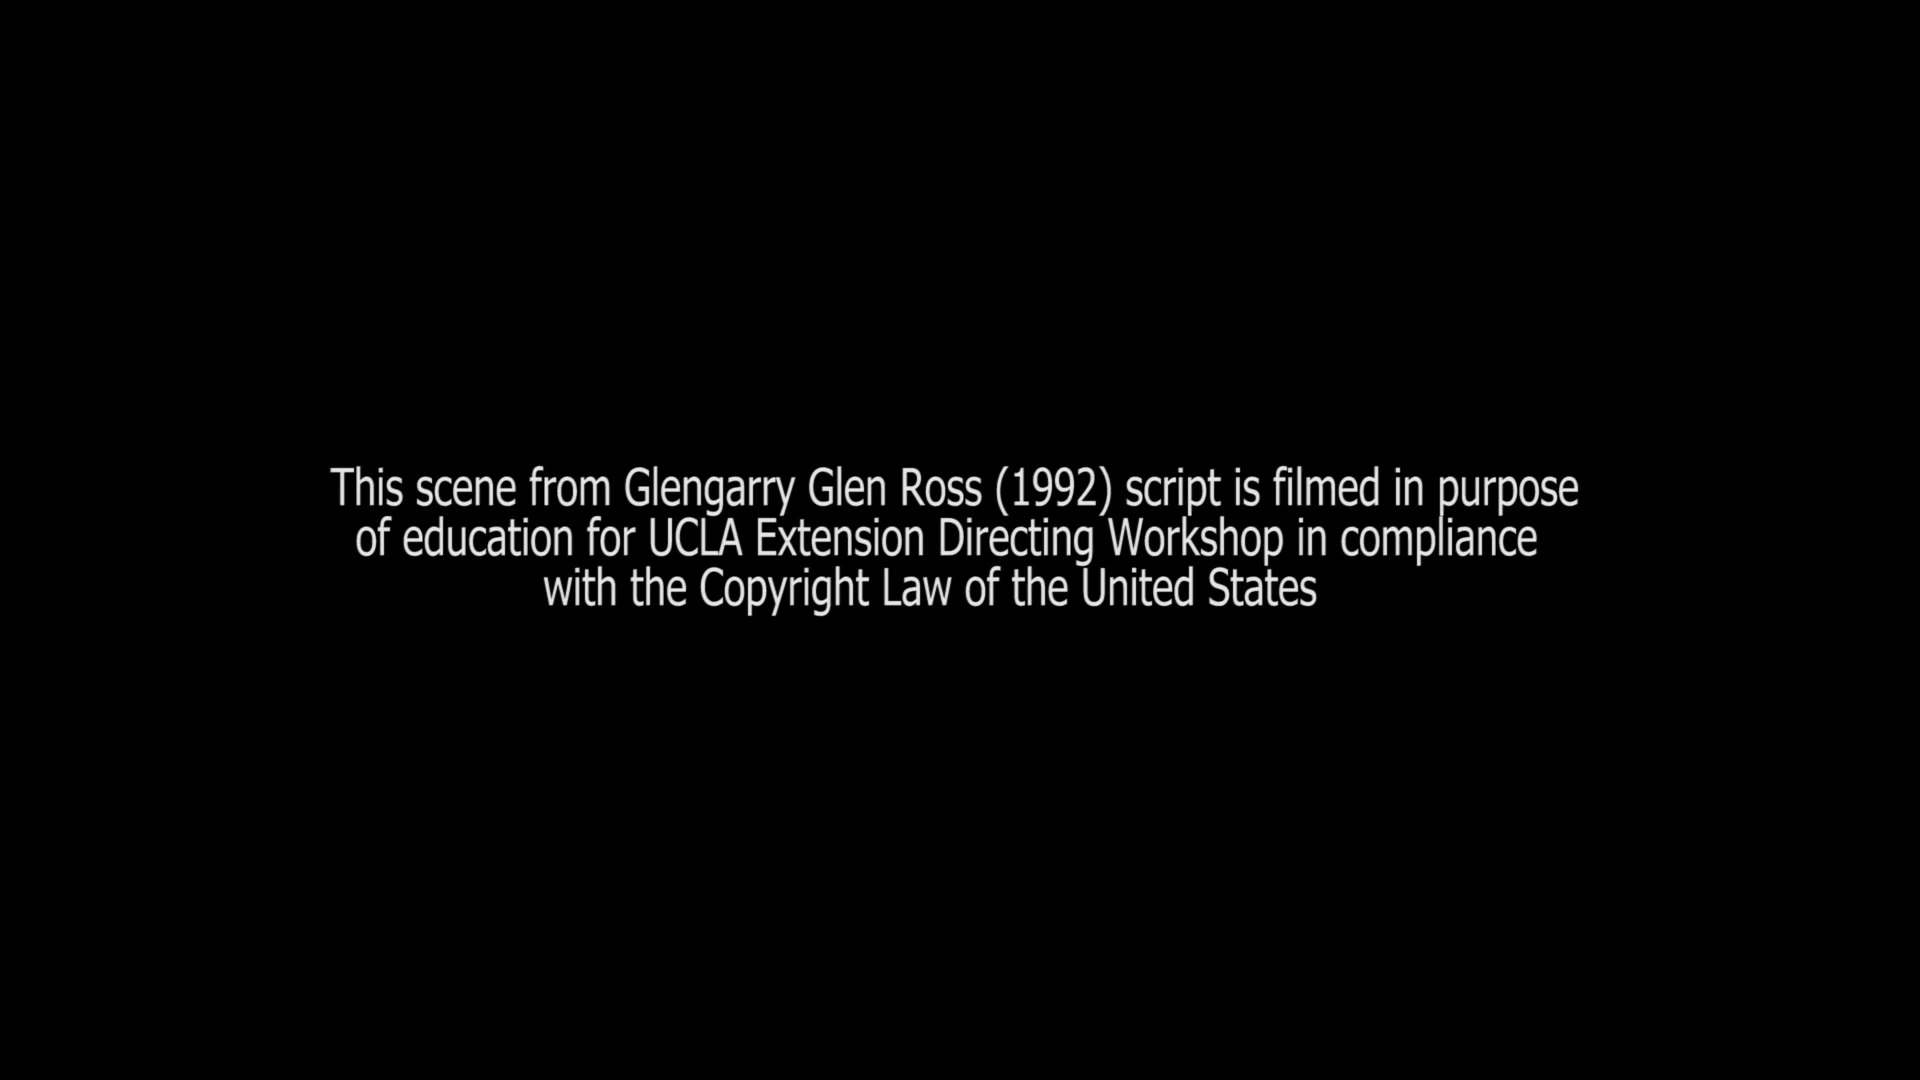 This scene from Glengarry Glen Ross (1992) script is filmed in purpose
of education for UCLA Extension Directing Workshop in compliance
with the Copyright Law of the United States